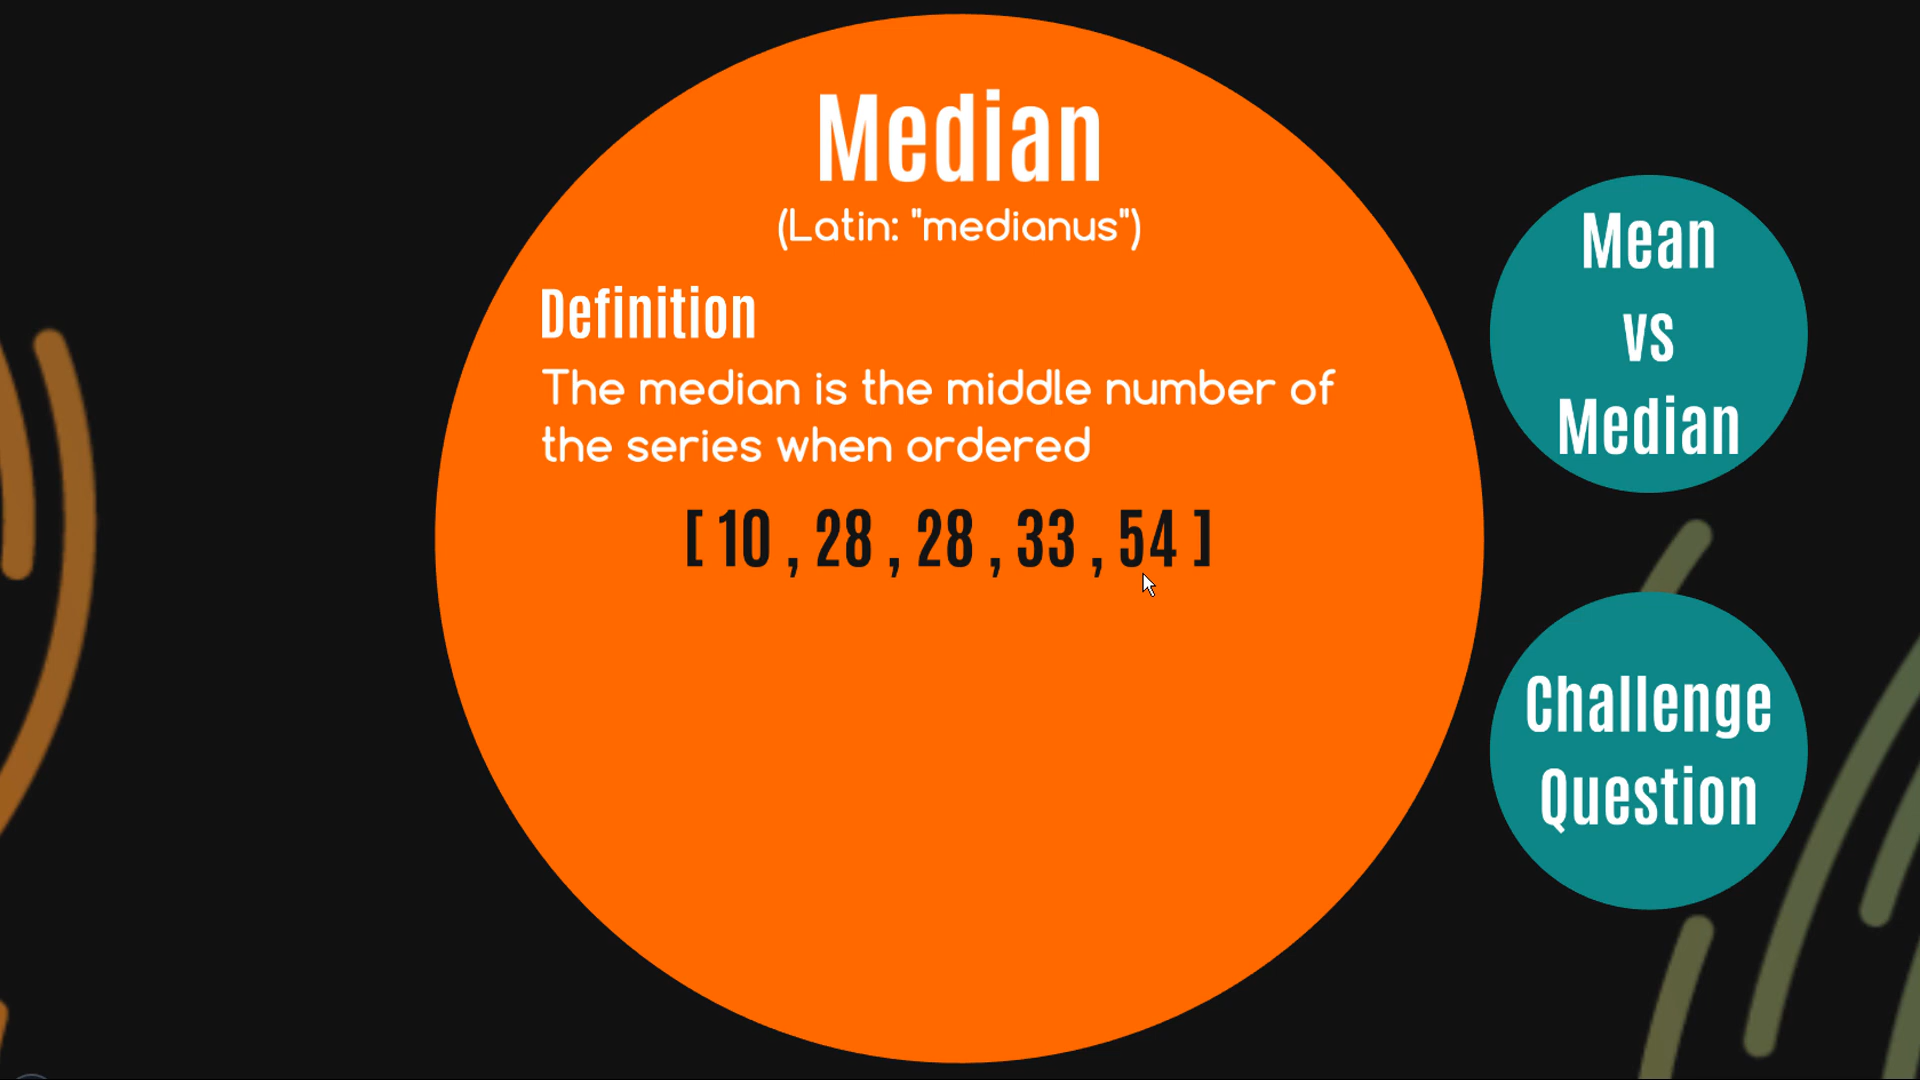 Median
(Latin: "medianus")
Definition
The median is the middle number of
the series when ordered
[ 10 , 28 , 28 , 33 , 54 ]
Mean
vs
Median
Challenge
Question